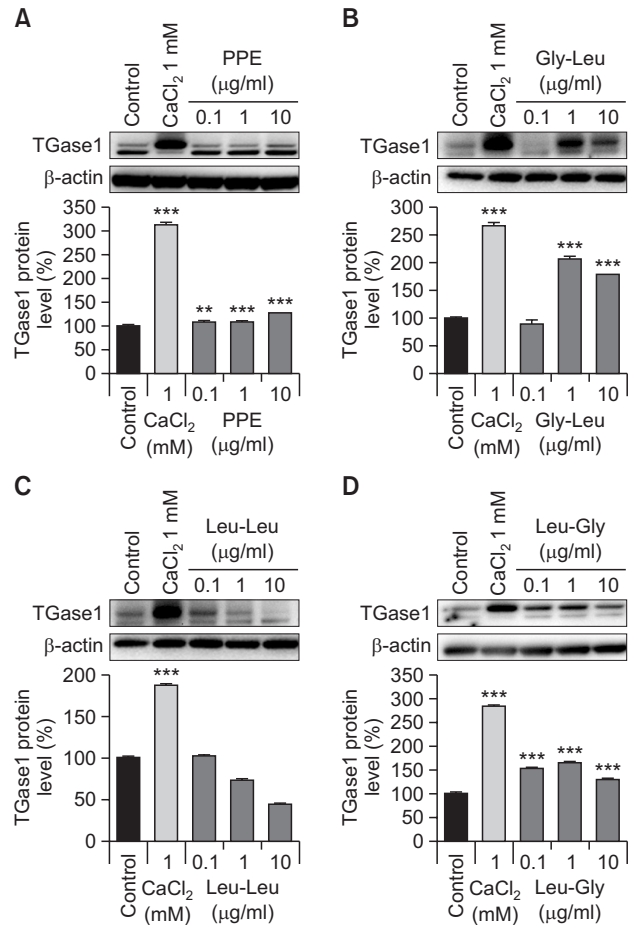 A
Control
CaCl₂ 1 mM
PPE
(μg/ml)
0.1 1 10
TGase1
β-actin
TGase1 protein
level (%)
350
300
250
200
150
100
50
0
***
** *** ***
Control
1 0.1 1 10
CaCl₂ PPE
(mM) (μg/ml)
B
Control
CaCl₂ 1 mM
Gly-Leu
(μg/ml)
0.1 1 10
TGase1
β-actin
TGase1 protein
level (%)
300
250
200
150
100
50
0
***
*** ***
Control
1 0.1 1 10
CaCl₂ Gly-Leu
(mM) (μg/ml)
C
Control
CaCl₂ 1 mM
Leu-Leu
(μg/ml)
0.1 1 10
TGase1
β-actin
TGase1 protein
level (%)
200
150
100
50
0
***
Control
1 0.1 1 10
CaCl₂ Leu-Leu
(mM) (μg/ml)
D
Control
CaCl₂ 1 mM
Leu-Gly
(μg/ml)
0.1 1 10
TGase1
β-actin
TGase1 protein
level (%)
350
300
250
200
150
100
50
0
***
*** *** ***
Control
1 0.1 1 10
CaCl₂ Leu-Gly
(mM) (μg/ml)